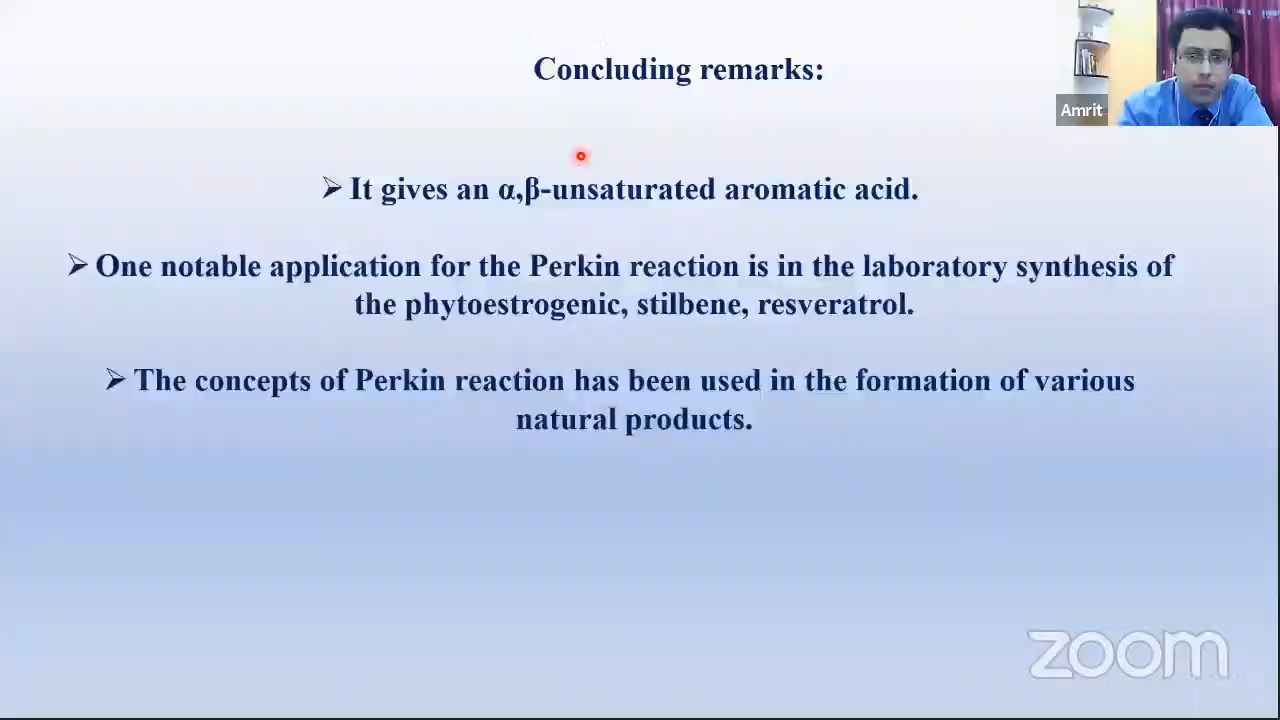 Concluding remarks:
Amrit
➢ It gives an α,β-unsaturated aromatic acid.
➢ One notable application for the Perkin reaction is in the laboratory synthesis of
the phytoestrogenic, stilbene, resveratrol.
➢ The concepts of Perkin reaction has been used in the formation of various
natural products.
zoom